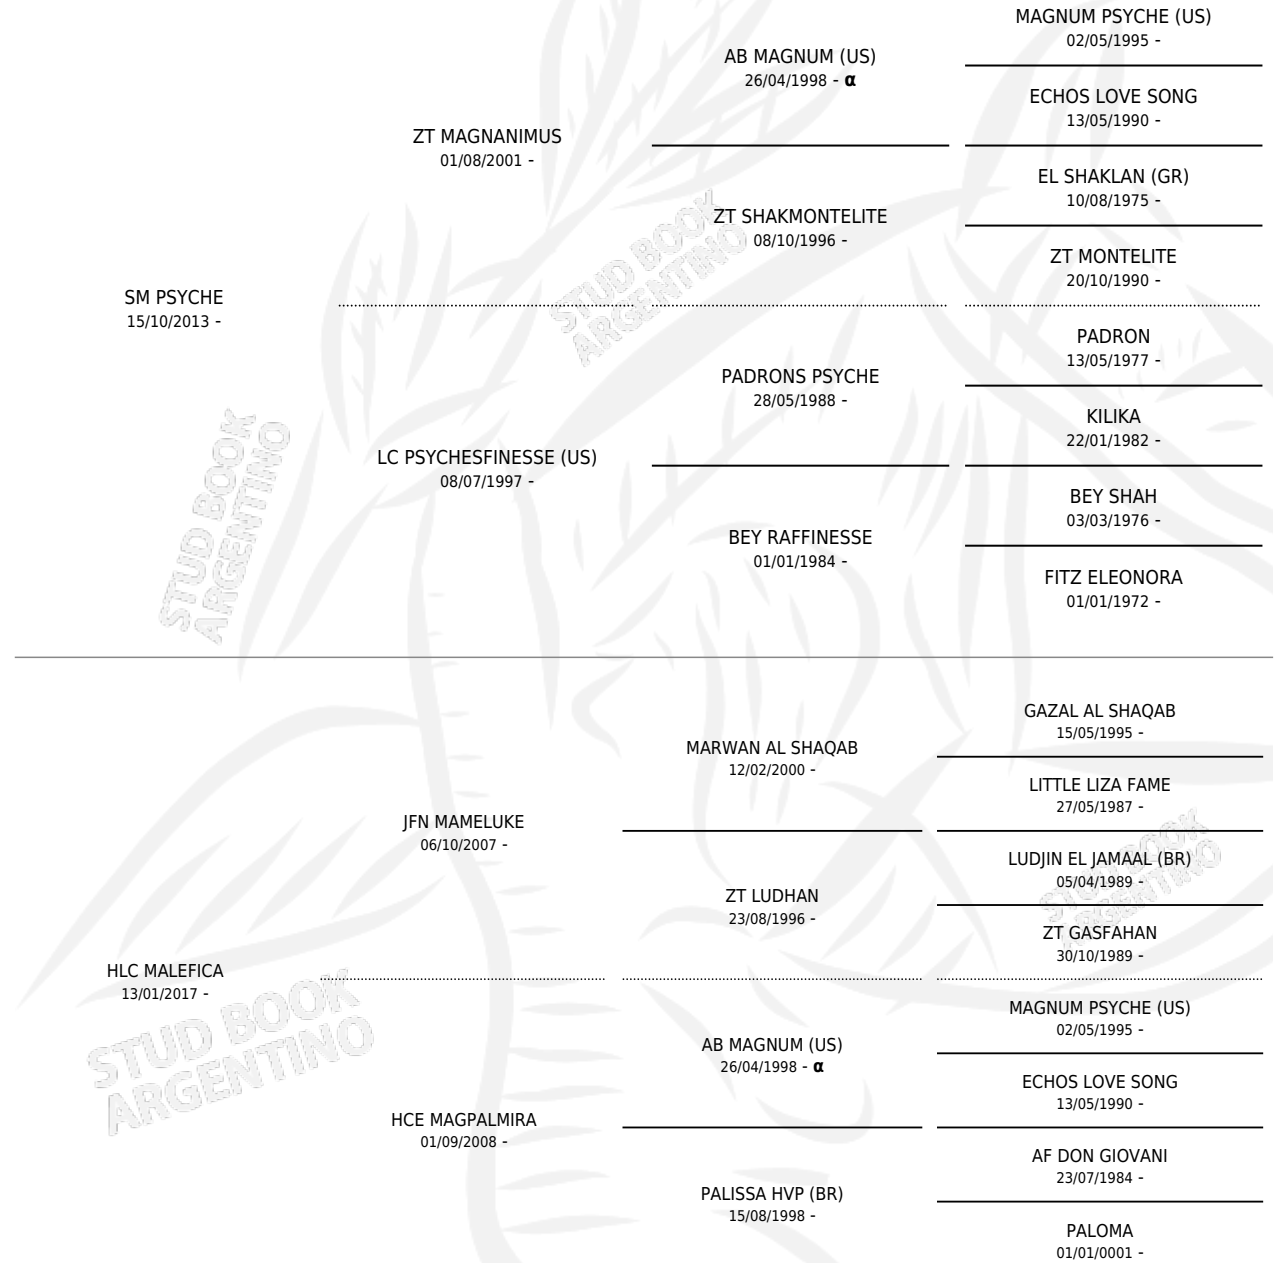 MAGNUM PSYCHE (US)
02/05/1995 -
AB MAGNUM (US)
26/04/1998 - α
ECHOS LOVE SONG
13/05/1990 -
ZT MAGNANIMUS
01/08/2001 -
EL SHAKLAN (GR)
10/08/1975 -
ZT SHAKMONTELITE
08/10/1996 -
ZT MONTELITE
20/10/1990 -
STUD BOOK
ARGENTINO
SM PSYCHE
15/10/2013 -
PADRON
13/05/1977 -
PADRONS PSYCHE
28/05/1988 -
KILIKA
22/01/1982 -
LC PSYCHESFINESSE (US)
08/07/1997 -
BEY SHAH
03/03/1976 -
BEY RAFFINESSE
01/01/1984 -
FITZ ELEONORA
01/01/1972 -
STUD BOOK
ARGENTINO
GAZAL AL SHAQAB
15/05/1995 -
MARWAN AL SHAQAB
12/02/2000 -
LITTLE LIZA FAME
27/05/1987 -
JFN MAMELUKE
06/10/2007 -
LUDJIN EL JAMAAL (BR)
05/04/1989 -
STUD BOOK
ARGENTINO
ZT LUDHAN
23/08/1996 -
ZT GASFAHAN
30/10/1989 -
HLC MALEFICA
13/01/2017 -
STUD BOOK
ARGENTINO
MAGNUM PSYCHE (US)
02/05/1995 -
AB MAGNUM (US)
26/04/1998 - α
ECHOS LOVE SONG
13/05/1990 -
HCE MAGPALMIRA
01/09/2008 -
AF DON GIOVANI
23/07/1984 -
PALISSA HVP (BR)
15/08/1998 -
PALOMA
01/01/0001 -